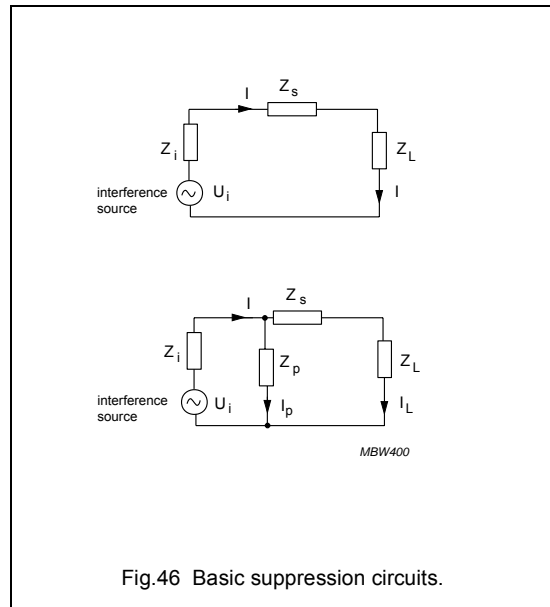 I
Z s
Z i
Z L
interference
source
U i
I
I
Z s
Z i
Z p
Z L
interference
source
U i
I p
I L
MBW400
Fig.46 Basic suppression circuits.